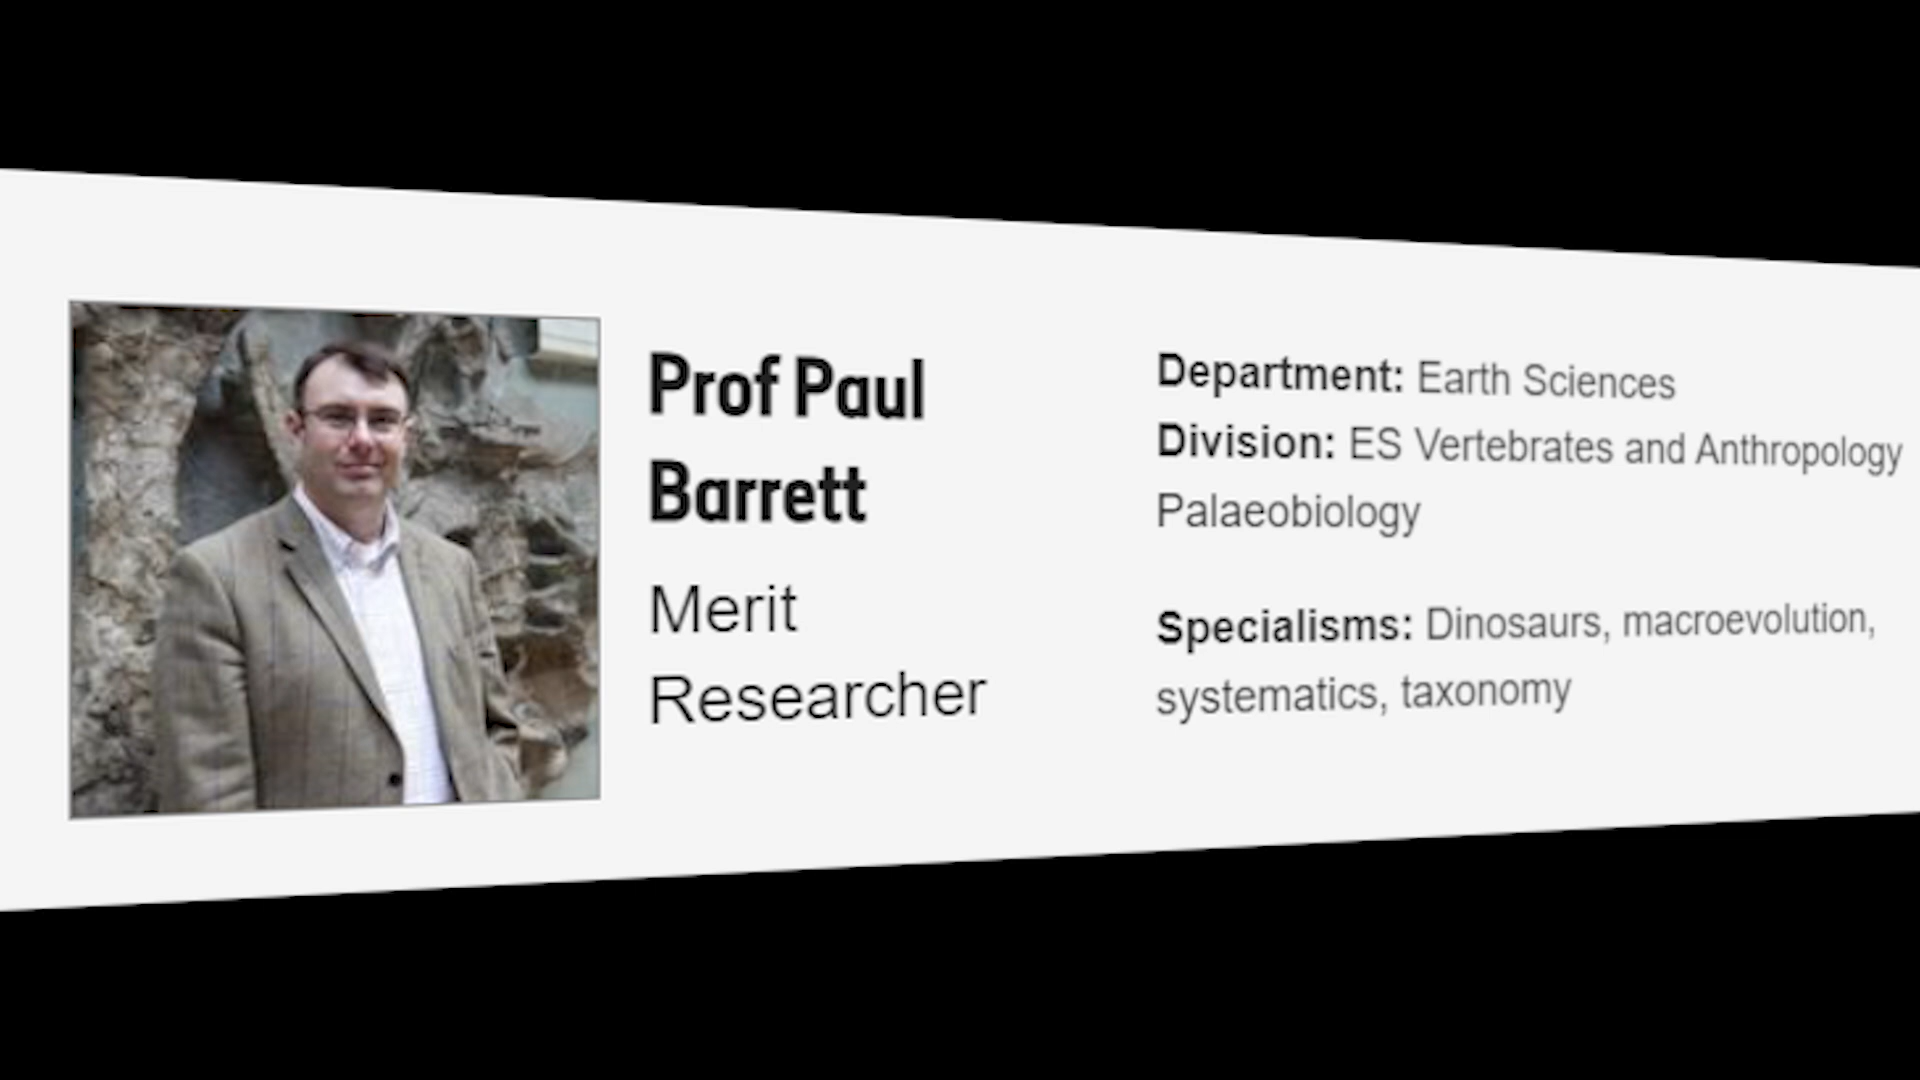 Prof Paul
Barrett
Merit
Researcher
Department: Earth Sciences
Division: ES Vertebrates and Anthropology
Palaeobiology
Specialisms: Dinosaurs, macroevolution,
systematics, taxonomy